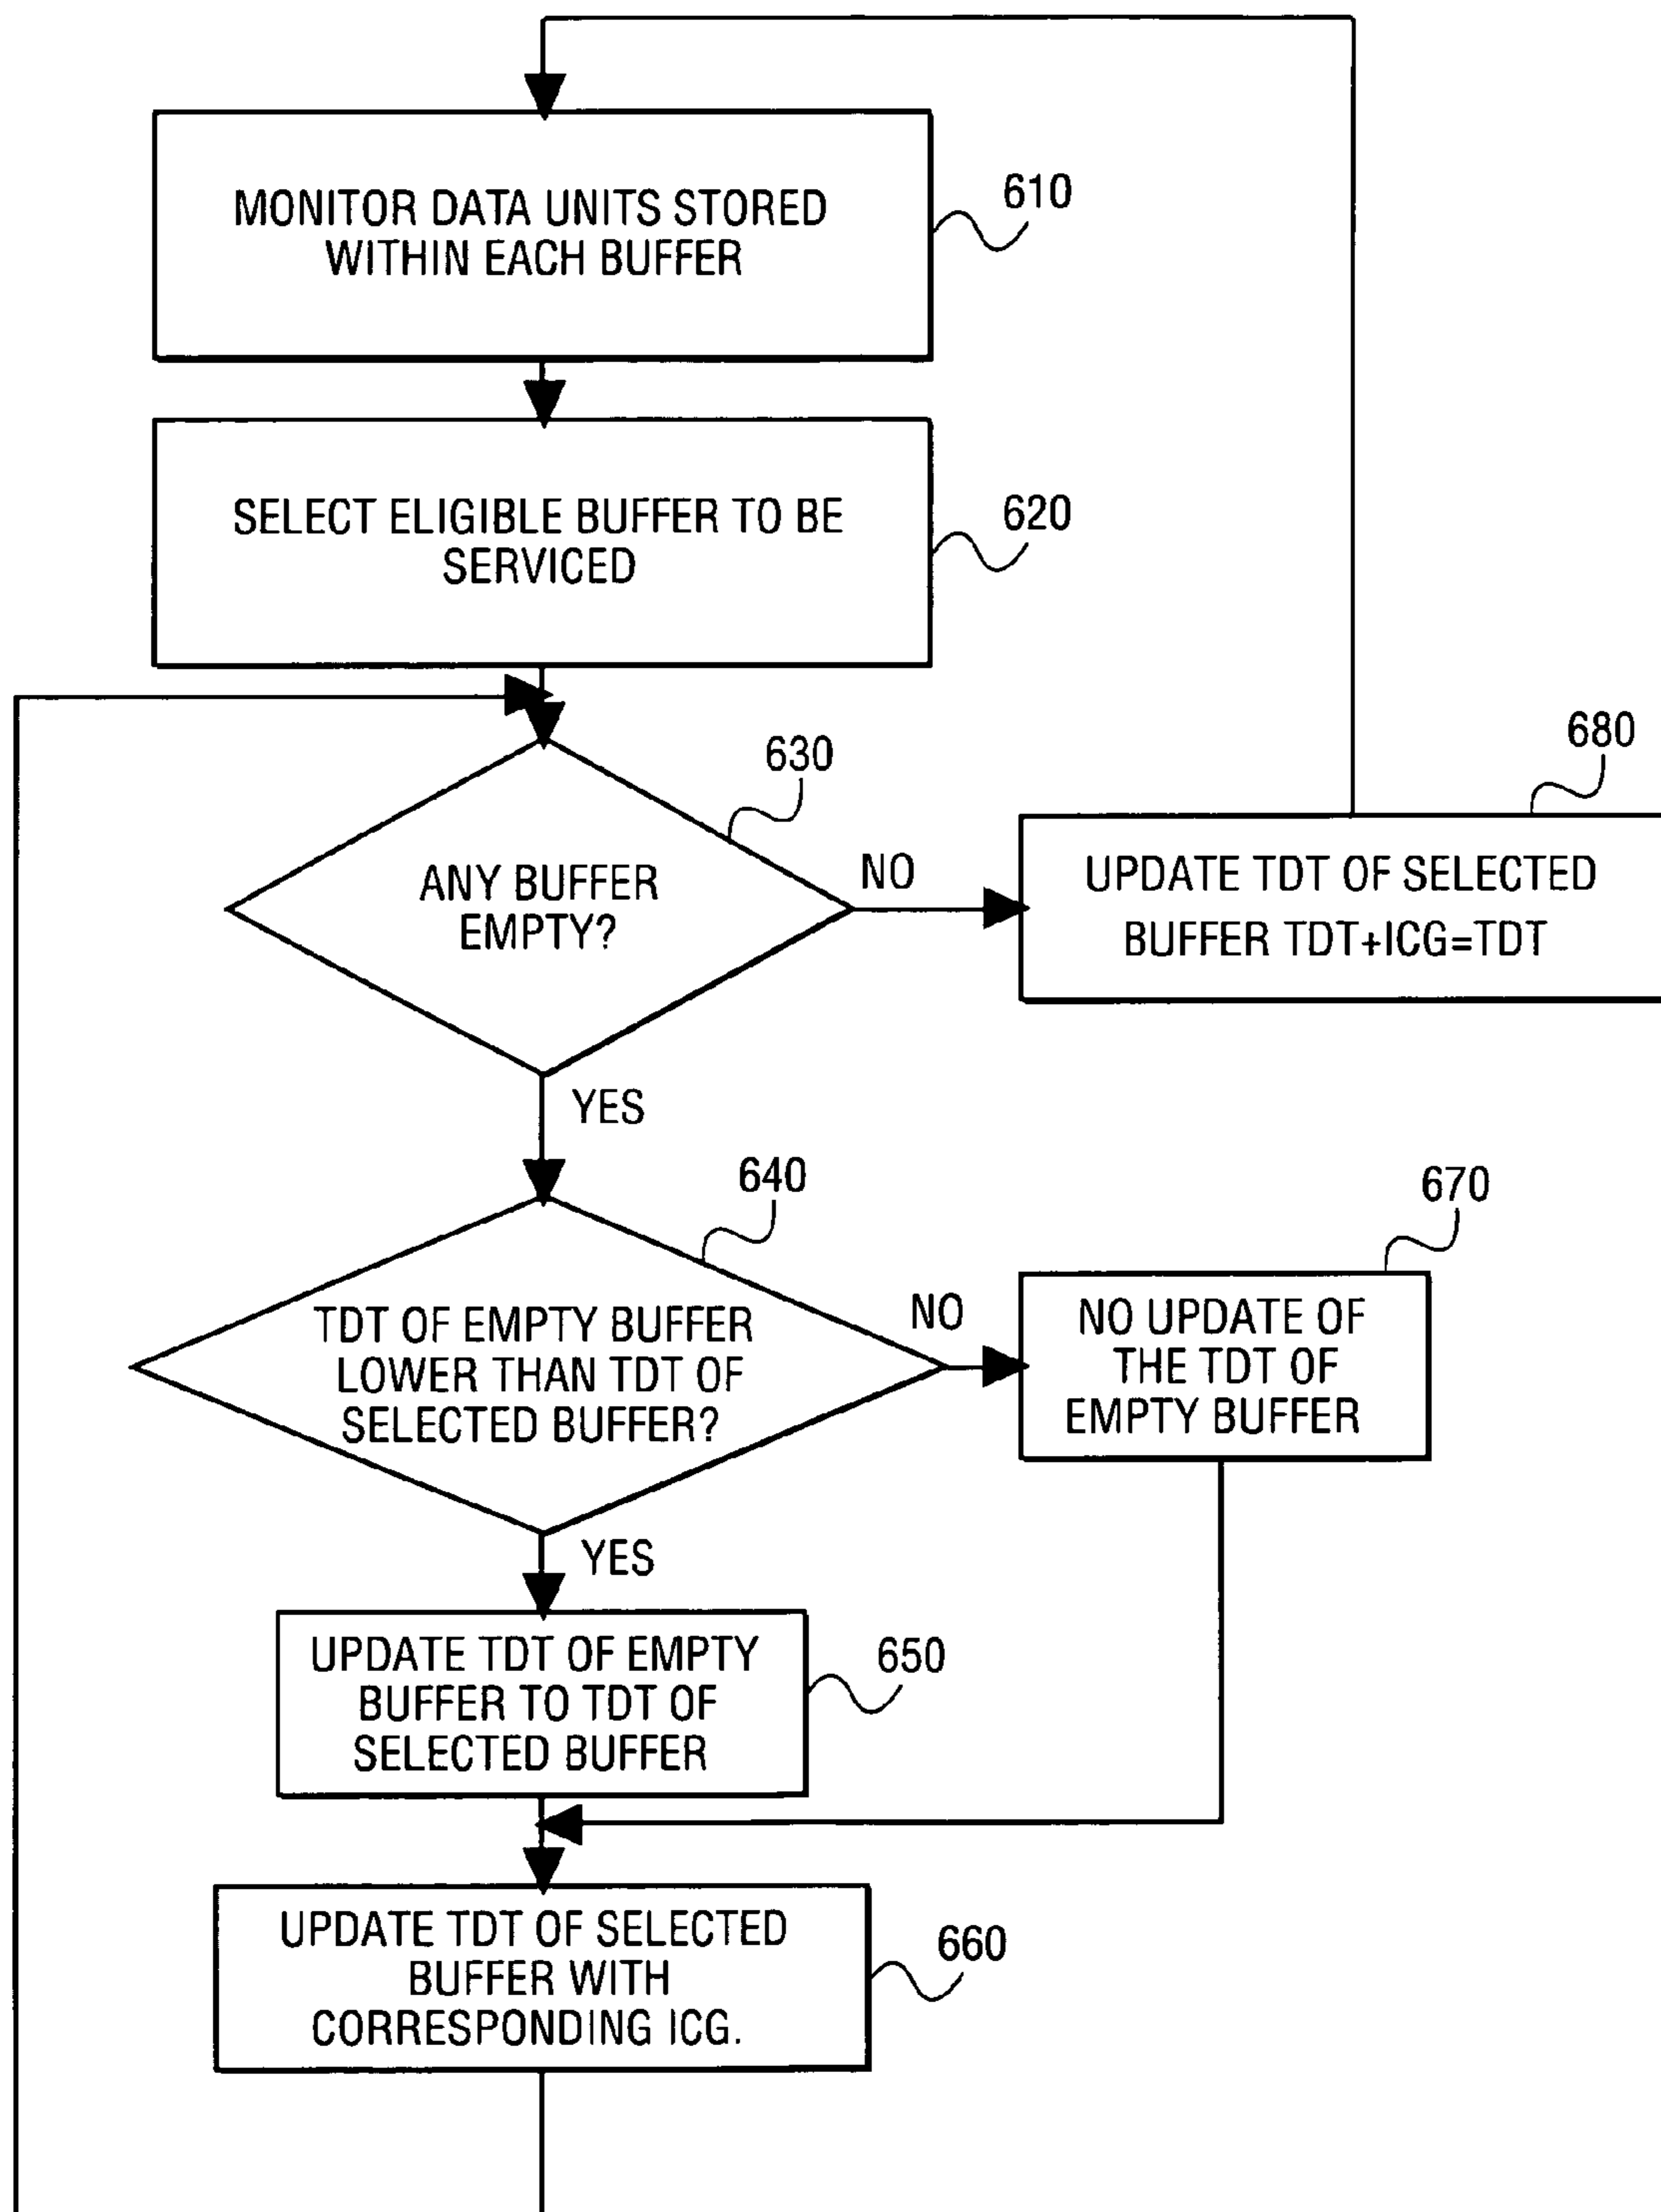 MONITOR DATA UNITS STORED
WITHIN EACH BUFFER
610
SELECT ELIGIBLE BUFFER TO BE
SERVICED
620
630
ANY BUFFER
EMPTY?
NO
680
UPDATE TDT OF SELECTED
BUFFER TDT+ICG=TDT
YES
640
TDT OF EMPTY BUFFER
LOWER THAN TDT OF
SELECTED BUFFER?
NO
670
NO UPDATE OF
THE TDT OF
EMPTY BUFFER
YES
UPDATE TDT OF EMPTY
BUFFER TO TDT OF
SELECTED BUFFER
650
UPDATE TDT OF SELECTED
BUFFER WITH
CORRESPONDING ICG.
660